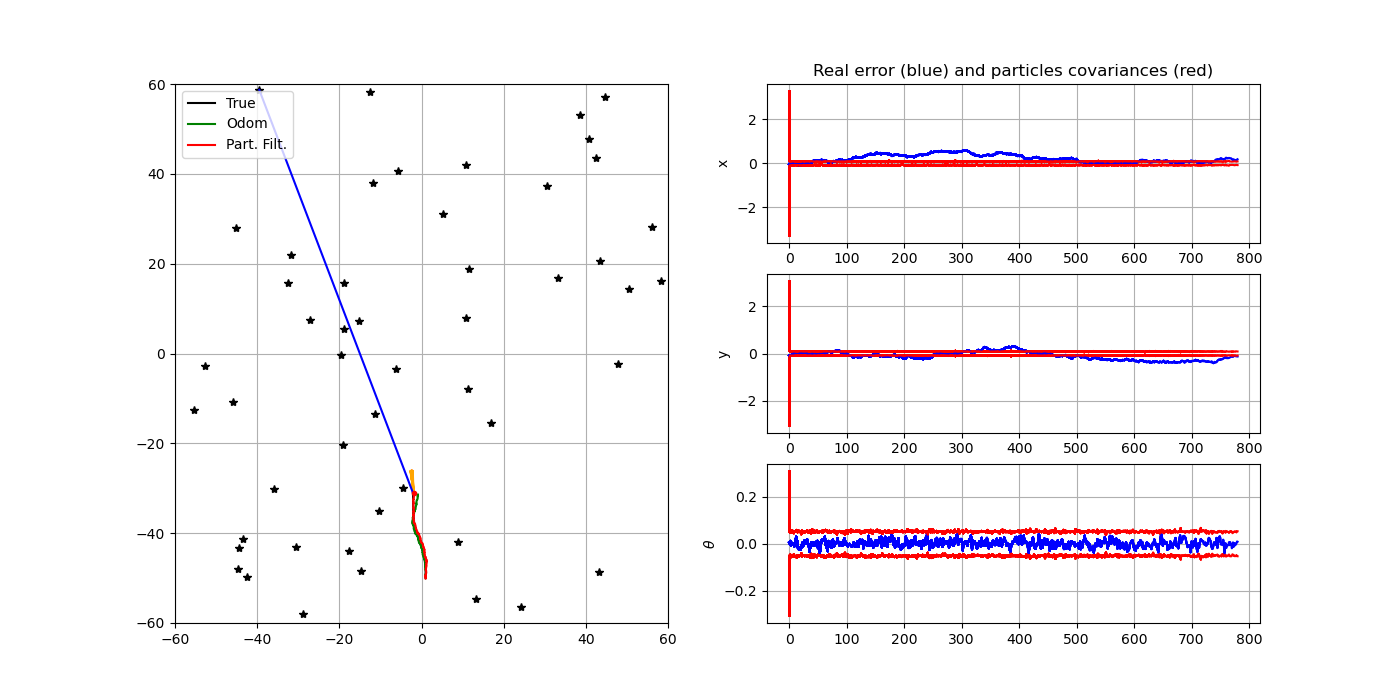 True
Odom
Part. Filt.
60
40
20
0
−20
−40
−60
−60 −40 −20 0 20 40 60
Real error (blue) and particles covariances (red)
x
2
0
−2
0 100 200 300 400 500 600 700 800
y
2
0
−2
0 100 200 300 400 500 600 700 800
θ
0.2
0.0
−0.2
0 100 200 300 400 500 600 700 800